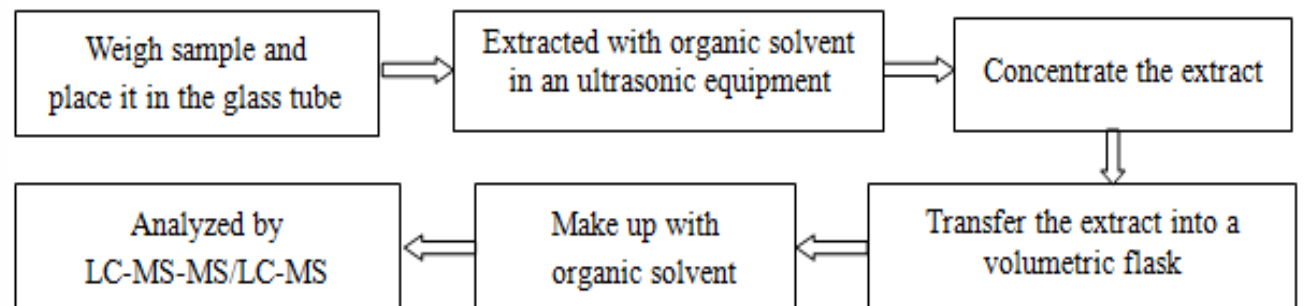 Weigh sample and
place it in the glass tube
Extracted with organic solvent
in an ultrasonic equipment
Concentrate the extract
Transfer the extract into a
volumetric flask
Make up with
organic solvent
Analyzed by
LC-MS-MS/LC-MS